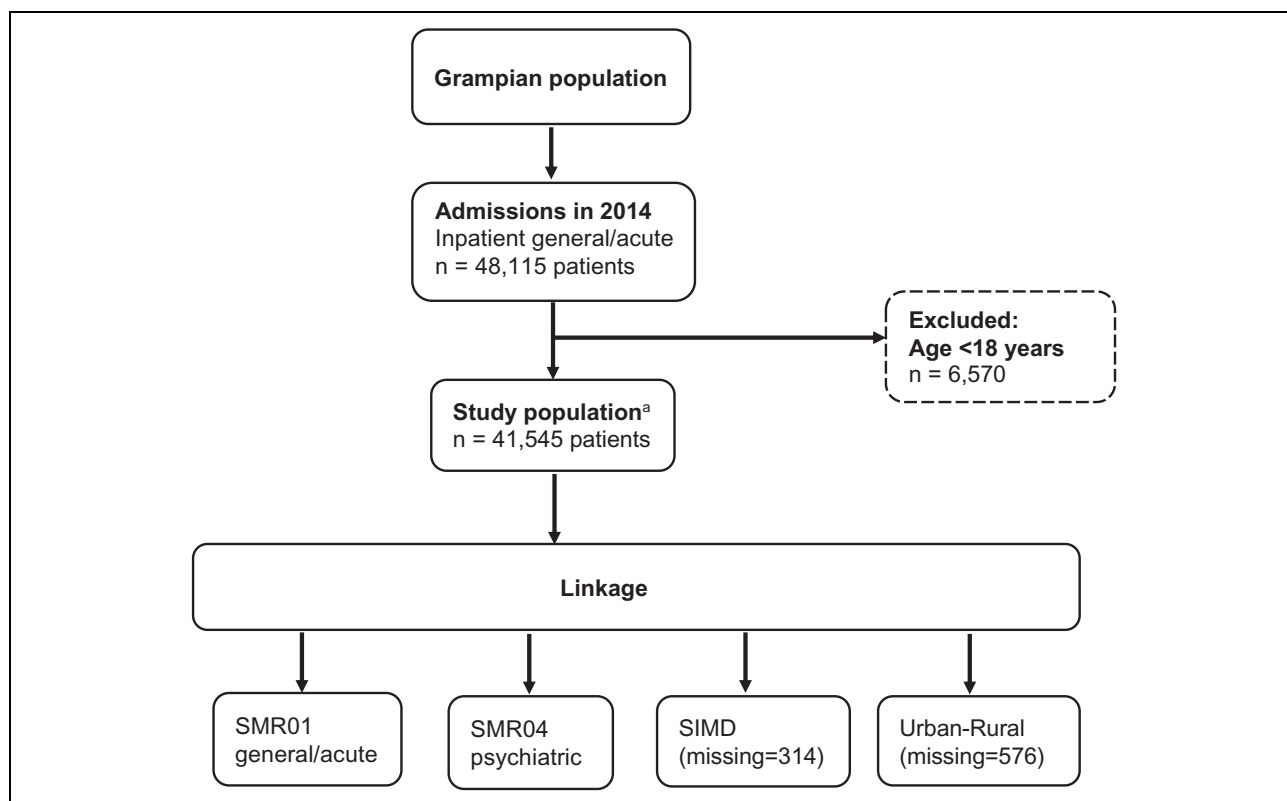 Grampian population
Admissions in 2014
Inpatient general/acute
n = 48,115 patients
Excluded:
Age <18 years
n = 6,570
Study populationᵃ
n = 41,545 patients
Linkage
SMR01
general/acute
SMR04
psychiatric
SIMD
(missing=314)
Urban-Rural
(missing=576)